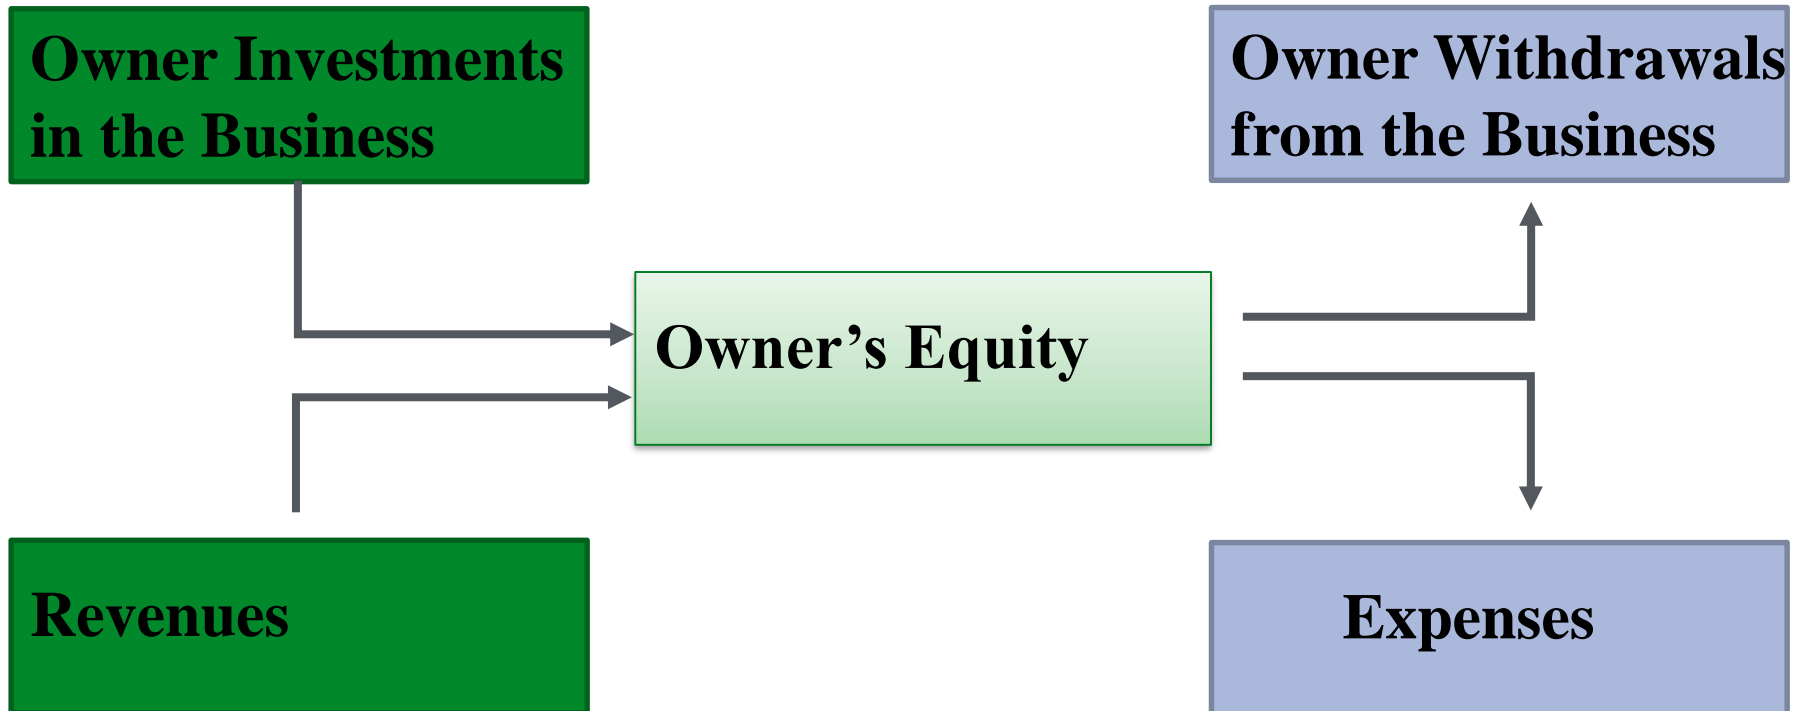 Owner Investments
in the Business
Owner Withdrawals
from the Business
Owner’s Equity
Revenues
Expenses